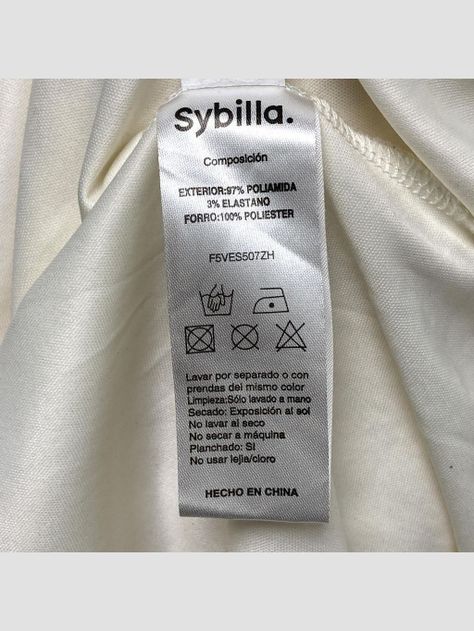 Sybilla.
Composición
EXTERIOR:97% POLIAMIDA
3% ELASTANO
FORRO:100% POLIESTER
F5VES507ZH
Lavar por separado o con
prendas del mismo color
Limpieza:Sólo lavado a mano
Secado: Exposición al sol
No lavar al seco
No secar a máquina
Planchado: SI
No usar lejia/cloro
HECHO EN CHINA